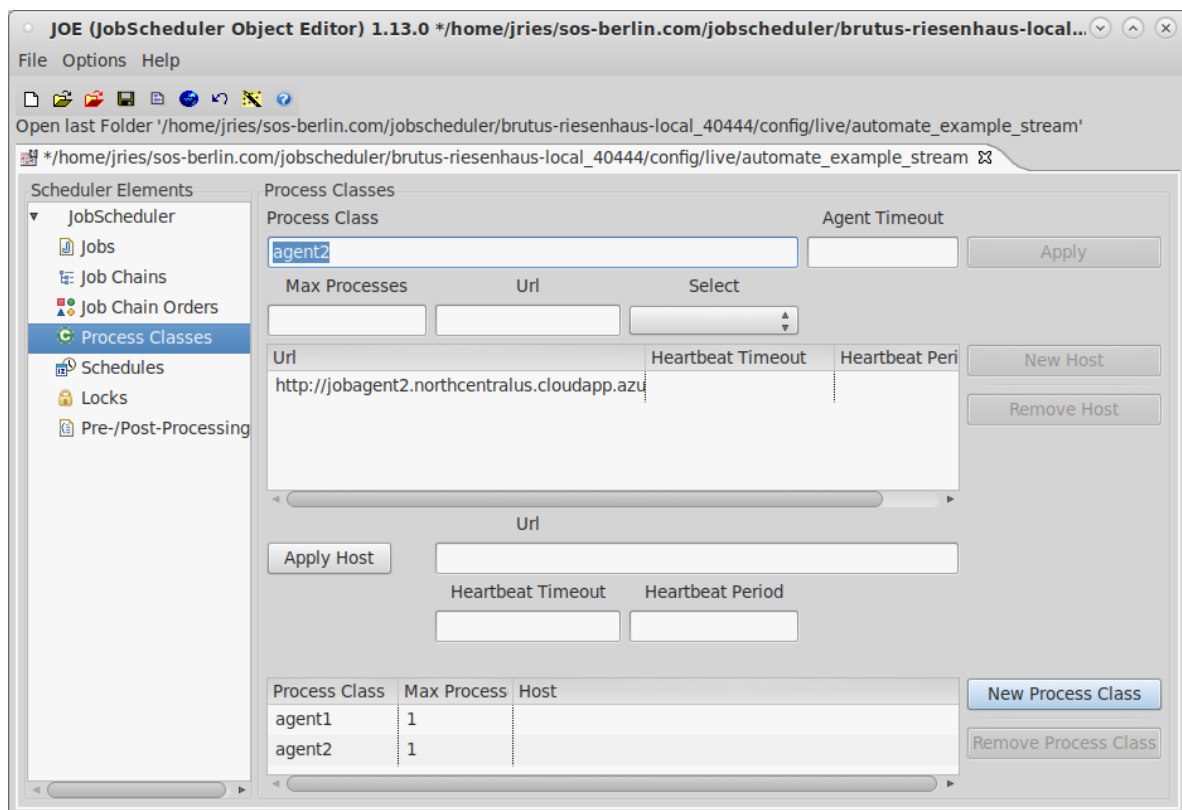 JOE (JobScheduler Object Editor) 1.13.0 */home/jries/sos-berlin.com/jobscheduler/brutus-riesenhaus-local...
File Options Help
Open last Folder '/home/jries/sos-berlin.com/jobscheduler/brutus-riesenhaus-local_40444/config/live/automate_example_stream'
*/home/jries/sos-berlin.com/jobscheduler/brutus-riesenhaus-local_40444/config/live/automate_example_stream
Scheduler Elements
JobScheduler
Jobs
Job Chains
Job Chain Orders
Process Classes
Schedules
Locks
Pre-/Post-Processing
Process Classes
Process Class Agent Timeout
agent2 Apply
Max Processes Url Select
Url Heartbeat Timeout Heartbeat Peri New Host
http://jobagent2.northcentralus.cloudapp.azu
Remove Host
Url
Apply Host
Heartbeat Timeout Heartbeat Period
Process Class Max Process Host New Process Class
agent1 1
agent2 1 Remove Process Class